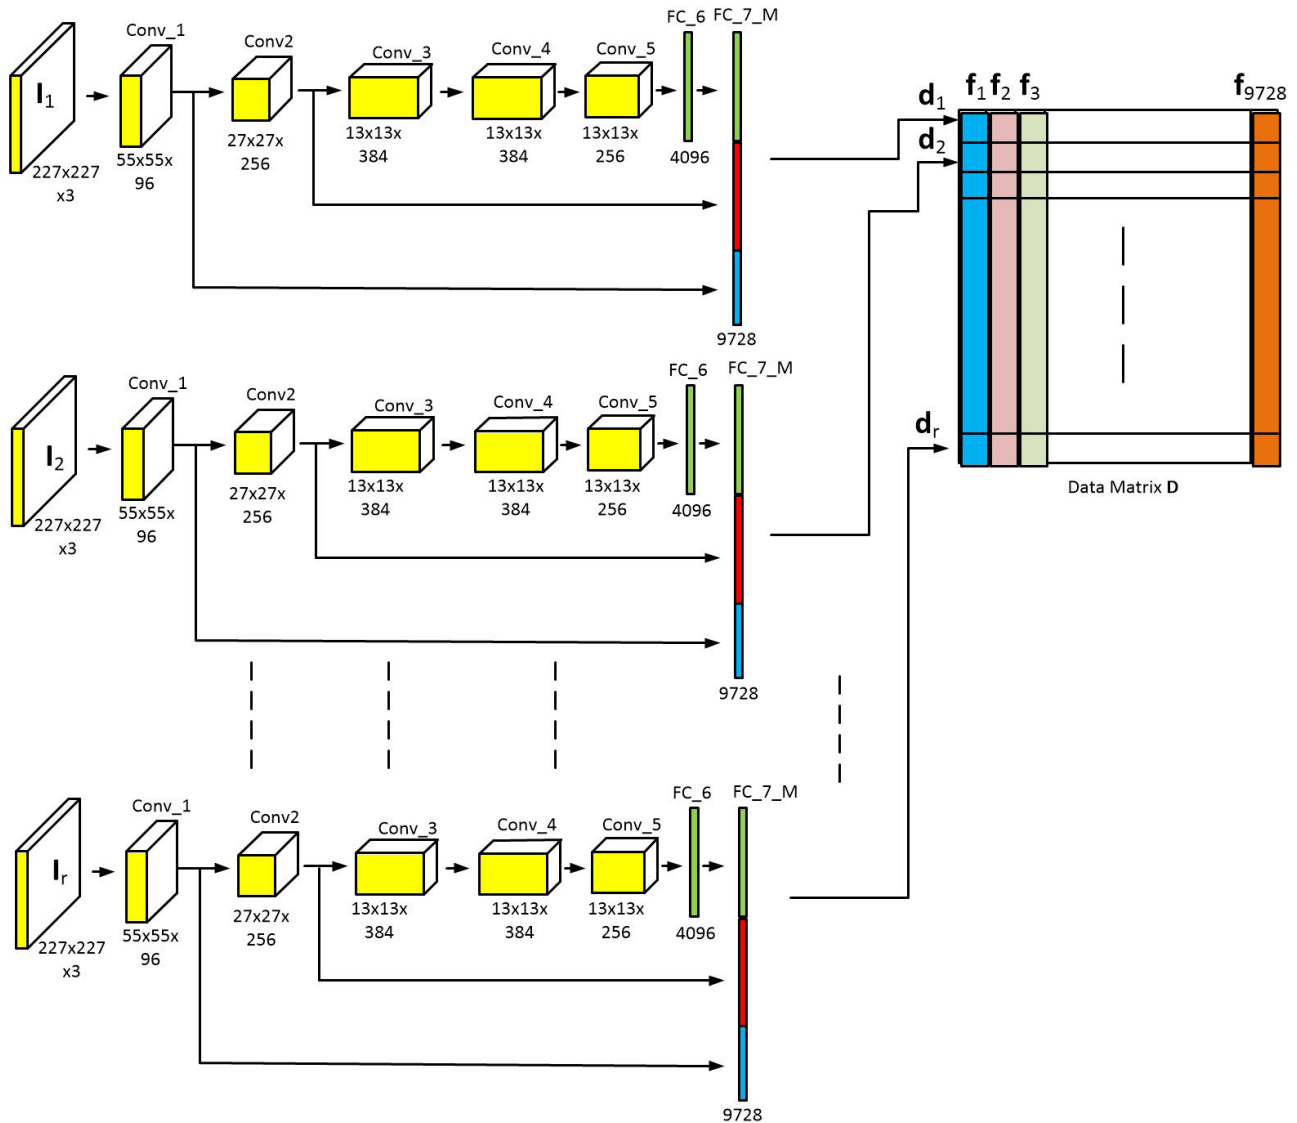 FC_6 FC_7_M
Conv_1 Conv2 Conv_3 Conv_4 Conv_5
I1
227x227
x3
55x55x
96
27x27x
256
13x13x
384
13x13x
384
13x13x
256
4096
9728
d1
d2
dr
f1 f2 f3 f9728
Data Matrix D
FC_6 FC_7_M
Conv_1 Conv2 Conv_3 Conv_4 Conv_5
I2
227x227
x3
55x55x
96
27x27x
256
13x13x
384
13x13x
384
13x13x
256
4096
9728
FC_6 FC_7_M
Conv_1 Conv2 Conv_3 Conv_4 Conv_5
Ir
227x227
x3
55x55x
96
27x27x
256
13x13x
384
13x13x
384
13x13x
256
4096
9728